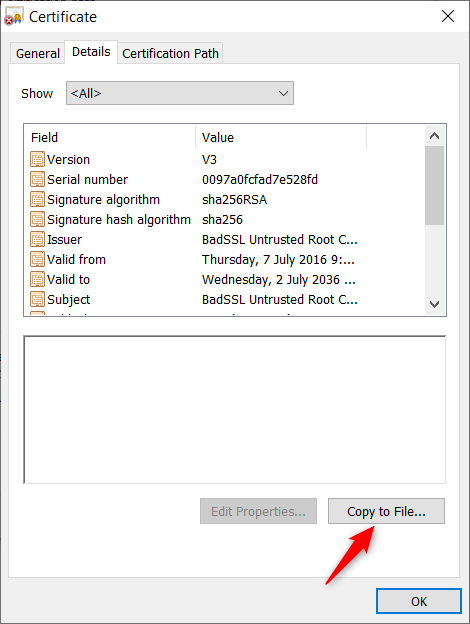 Certificate
General Details Certification Path
Show <All>
Field Value
Version V3
Serial number 0097a0fcfad7e528fd
Signature algorithm sha256RSA
Signature hash algorithm sha256
Issuer BadSSL Untrusted Root C...
Valid from Thursday, 7 July 2016 9:...
Valid to Wednesday, 2 July 2036 ...
Subject BadSSL Untrusted Root C...
Edit Properties... Copy to File...
OK